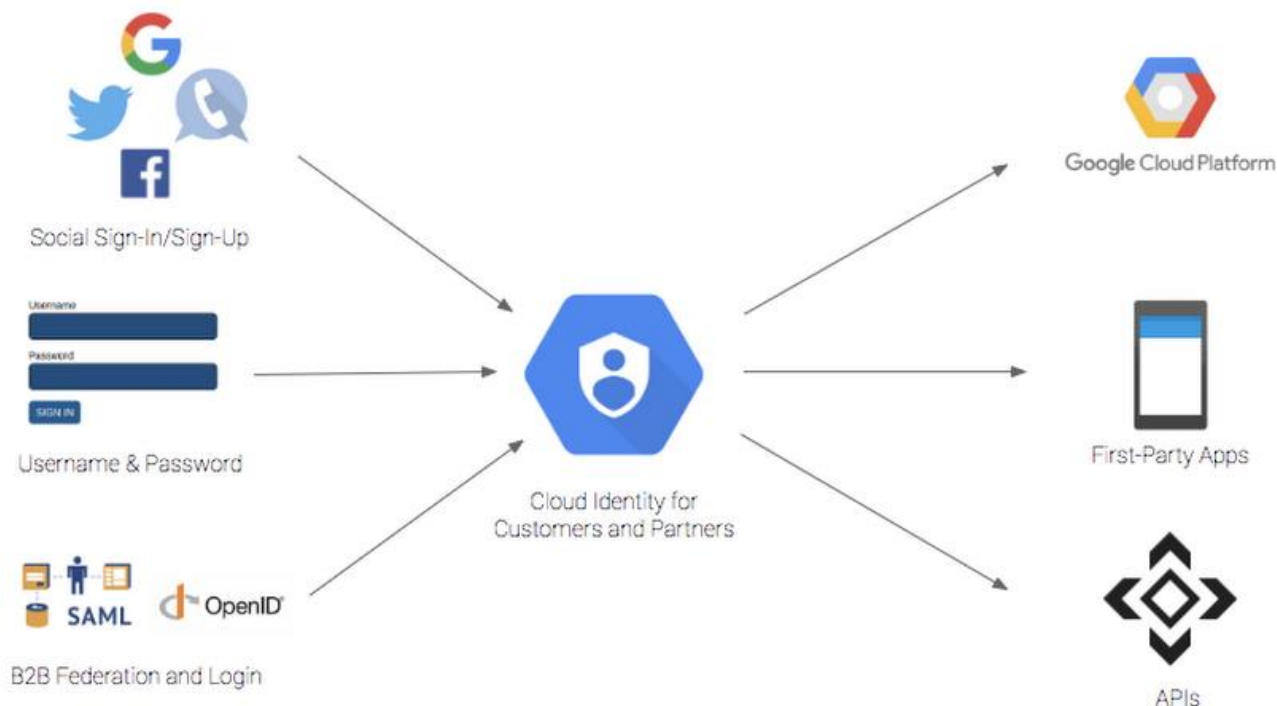 Social Sign-In/Sign-Up
Username
Password
SIGN IN
Username & Password
SAML
OpenID®
B2B Federation and Login
Cloud Identity for
Customers and Partners
Google Cloud Platform
First-Party Apps
APIs